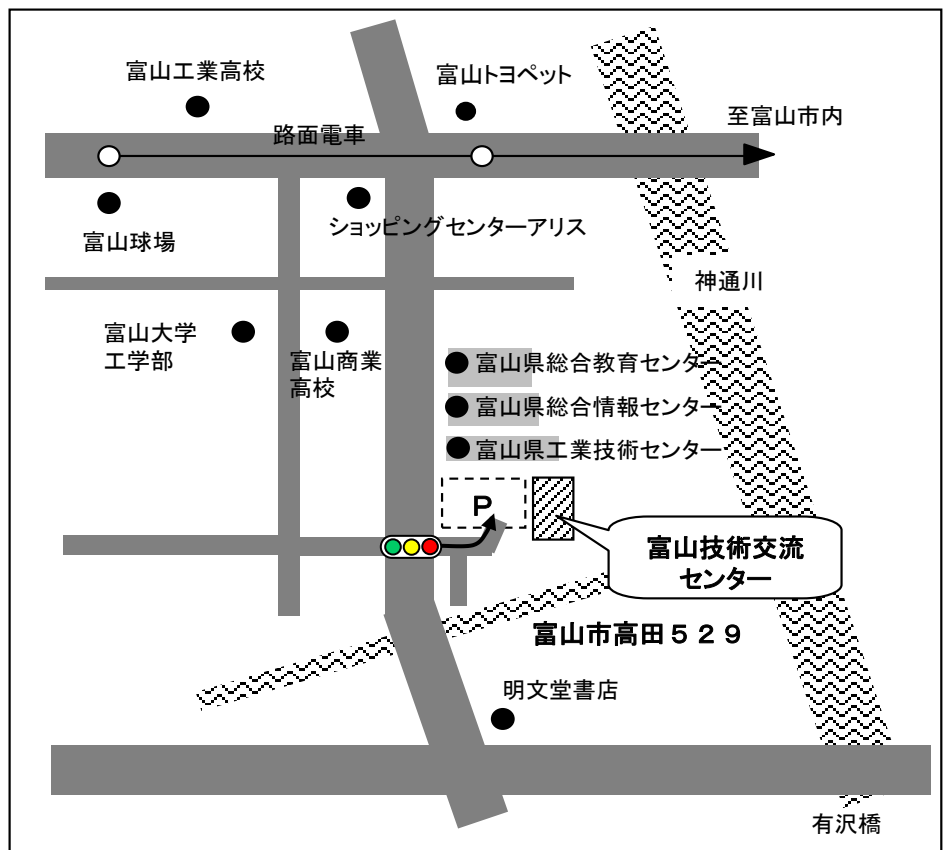 富山工業高校
富山トヨペット
至富山市内
路面電車
ショッピングセンターアリス
富山球場
神通川
富山大学
工学部
富山商業
高校
富山県総合教育センター
富山県総合情報センター
富山県工業技術センター
P
富山技術交流
センター
富山市高田５２９
明文堂書店
有沢橋